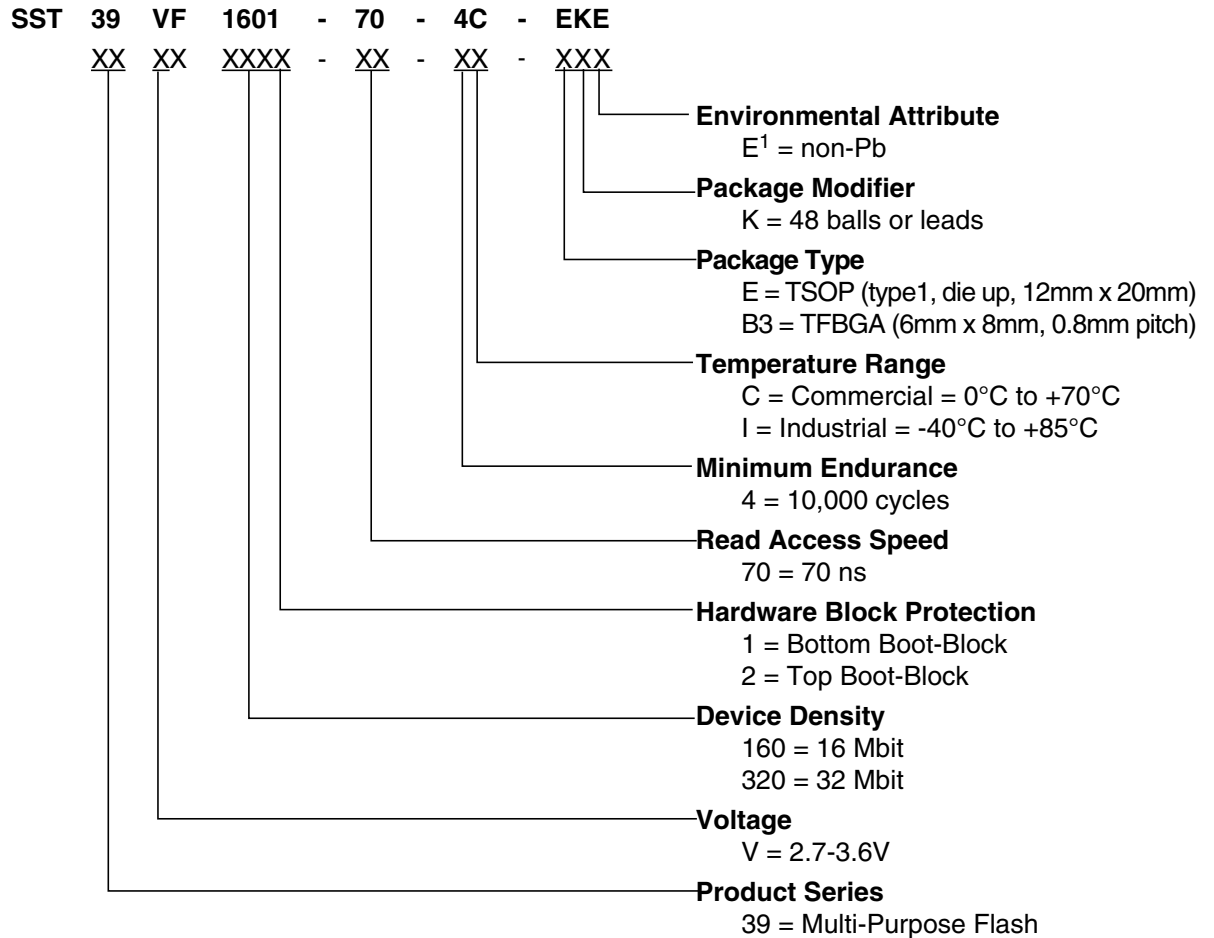 SST 39 VF 1601 - 70 - 4C - EKE
XX XX XXXX - XX - XX - XXX
Environmental Attribute
E1 = non-Pb
Package Modifier
K = 48 balls or leads
Package Type
E = TSOP (type1, die up, 12mm x 20mm)
B3 = TFBGA (6mm x 8mm, 0.8mm pitch)
Temperature Range
C = Commercial = 0°C to +70°C
I = Industrial = -40°C to +85°C
Minimum Endurance
4 = 10,000 cycles
Read Access Speed
70 = 70 ns
Hardware Block Protection
1 = Bottom Boot-Block
2 = Top Boot-Block
Device Density
160 = 16 Mbit
320 = 32 Mbit
Voltage
V = 2.7-3.6V
Product Series
39 = Multi-Purpose Flash